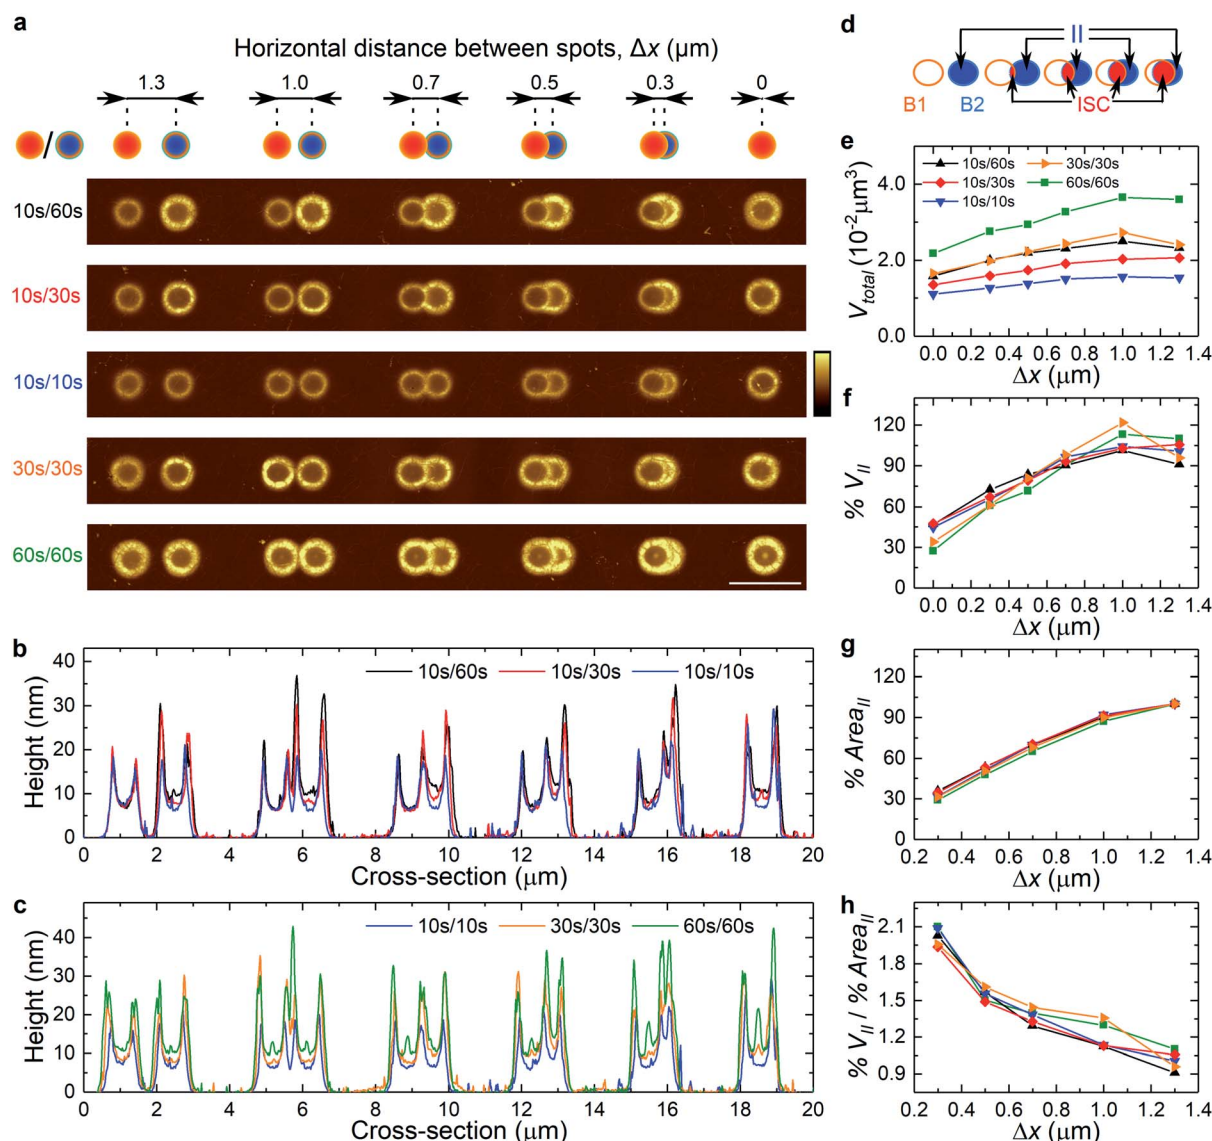 a
Horizontal distance between spots, Δx (μm)
1.3 1.0 0.7 0.5 0.3 0
/
10s/60s
10s/30s
10s/10s
30s/30s
60s/60s
b
10s/60s 10s/30s 10s/10s
Height (nm)
40
30
20
10
0
0 2 4 6 8 10 12 14 16 18 20
Cross-section (μm)
c
10s/10s 30s/30s 60s/60s
Height (nm)
40
30
20
10
0
0 2 4 6 8 10 12 14 16 18 20
Cross-section (μm)
d
II
B1 B2 ISC
e
10s/60s 30s/30s
10s/30s 60s/60s
10s/10s
V_total (10⁻²μm³)
4.0
2.0
0.0
0.0 0.2 0.4 0.6 0.8 1.0 1.2 1.4
Δx (μm)
f
% V_II
120
90
60
30
0
0.0 0.2 0.4 0.6 0.8 1.0 1.2 1.4
Δx (μm)
g
% Area_II
120
90
60
30
0
0.2 0.4 0.6 0.8 1.0 1.2 1.4
Δx (μm)
h
% V_II / % Area_II
2.1
1.8
1.5
1.2
0.9
0.2 0.4 0.6 0.8 1.0 1.2 1.4
Δx (μm)